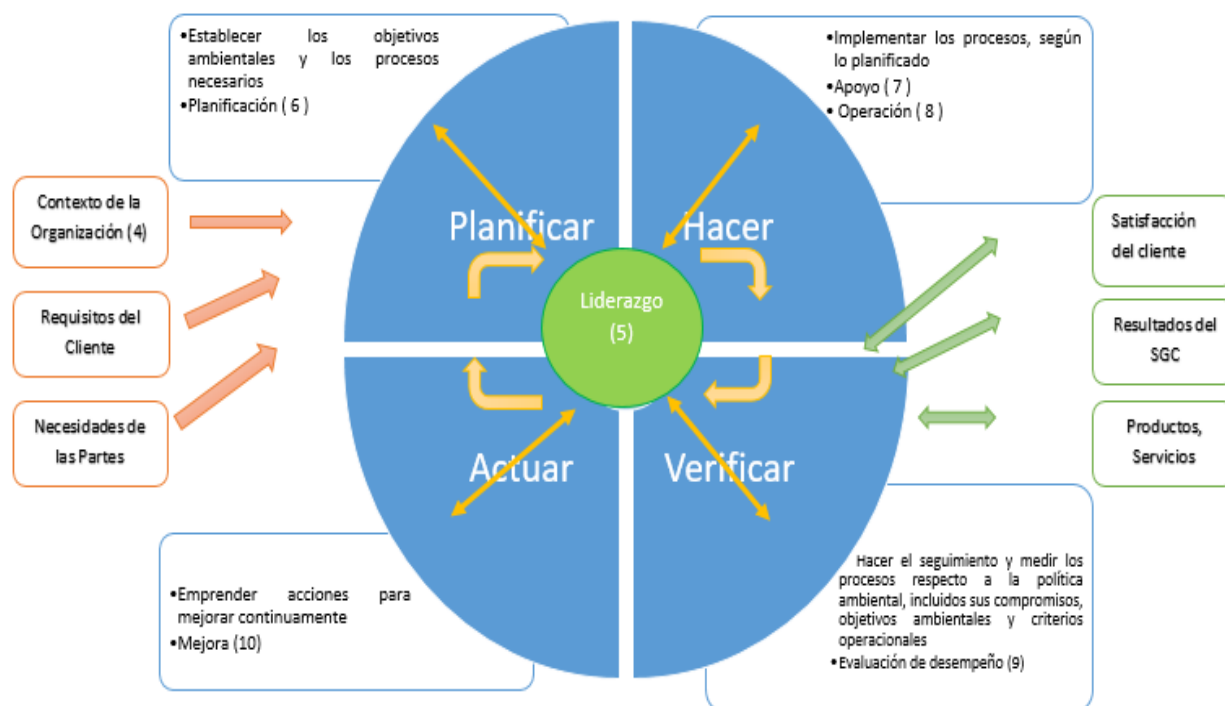 •Establecer los objetivos
ambientales y los procesos
necesarios
•Planificación ( 6 )
•Implementar los procesos, según
lo planificado
•Apoyo ( 7 )
• Operación ( 8 )
Contexto de la
Organización (4)
Requisitos del
Cliente
Necesidades de
las Partes
Planificar
Hacer
Liderazgo
(5)
Actuar
Verificar
Satisfacción
del cliente
Resultados del
SGC
Productos,
Servicios
•Emprender acciones para
mejorar continuamente
•Mejora (10)
Hacer el seguimiento y medir los
procesos respecto a la política
ambiental, incluidos sus compromisos,
objetivos ambientales y criterios
operacionales
•Evaluación de desempeño (9)